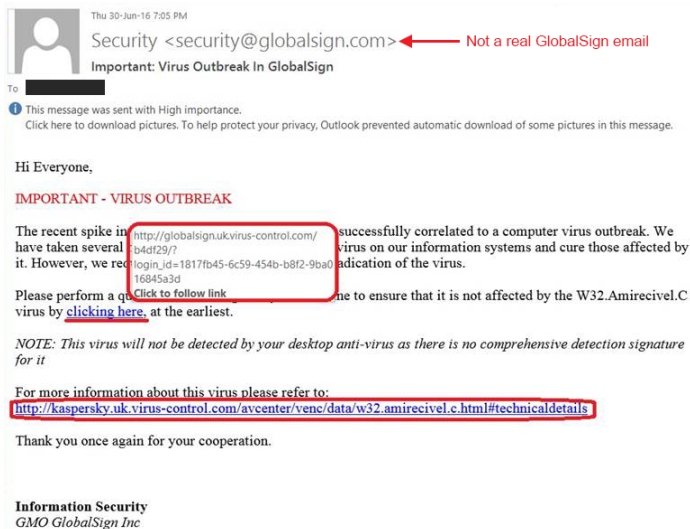 Thu 30-Jun-16 7:05 PM
Security <security@globalsign.com>
Not a real GlobalSign email
Important: Virus Outbreak In GlobalSign
To
This message was sent with High importance.
Click here to download pictures. To help protect your privacy, Outlook prevented automatic download of some pictures in this message.
Hi Everyone,
IMPORTANT - VIRUS OUTBREAK
The recent spike in successfully correlated to a computer virus outbreak. We
have taken several virus on our information systems and cure those affected by
it. However, we adication of the virus.
http://globalsign.uk.virus-control.com/
b4df29/?
login_id=1817fb45-6c59-454b-b8f2-9ba0
16845a3d
Click to follow link
Please perform a ne to ensure that it is not affected by the W32.Amirecivel.C
virus by clicking here, at the earliest.
NOTE: This virus will not be detected by your desktop anti-virus as there is no comprehensive detection signature
for it
For more information about this virus please refer to:
http://kaspersky.uk.virus-control.com/avcenter/venc/data/w32.amirecivel.c.html#technicaldetails
Thank you once again for your cooperation.
Information Security
GMO GlobalSign Inc